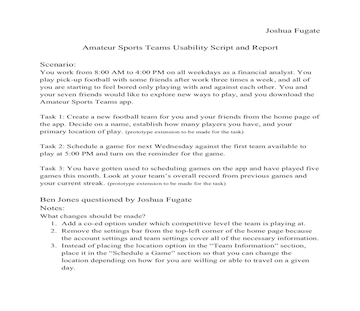 Joshua Fugate
Amateur Sports Teams Usability Script and Report
Scenario:
You work from 8:00 AM to 4:00 PM on all weekdays as a financial analyst. You
play pick-up football with some friends after work three times a week, and all of
you are starting to feel bored only playing with and against each other. You and
your seven friends would like to explore new ways to play, and you download the
Amateur Sports Teams app.
Task 1: Create a new football team for you and your friends from the home page of
the app. Decide on a name, establish how many players you have, and your
primary location of play. (prototype extension to be made for the task)
Task 2: Schedule a game for next Wednesday against the first team available to
play at 5:00 PM and turn on the reminder for the game.
Task 3: You have gotten used to scheduling games on the app and have played five
games this month. Look at your team's overall record from previous games and
your current streak. (prototype extension to be made for the task)
Ben Jones questioned by Joshua Fugate
Notes:
What changes should be made?
1. Add a co-ed option under which competitive level the team is playing at.
2. Remove the settings bar from the top-left corner of the home page because
the account settings and team settings cover all of the necessary information.
3. Instead of placing the location option in the "Team Information" section,
place it in the "Schedule a Game" section so that you can change the
location depending on how far you are willing or able to travel on a given
day.